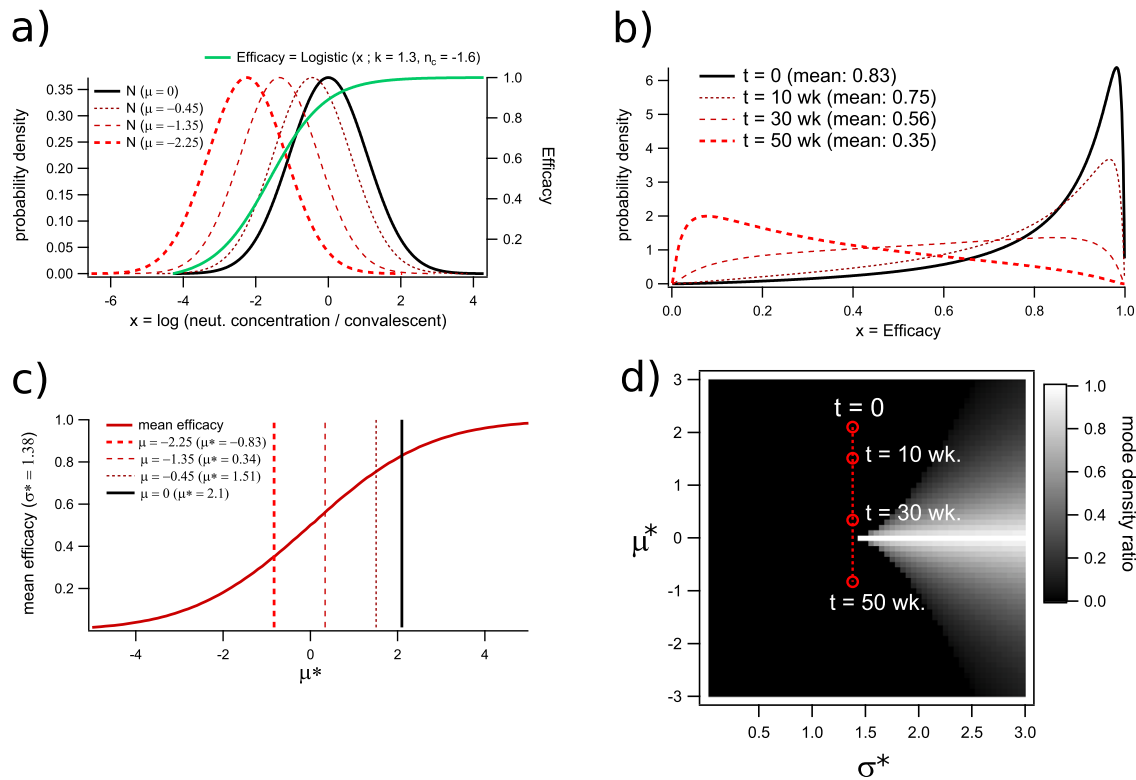 a)
Efficacy = Logistic (x ; k = 1.3, n_c = -1.6)
N (μ = 0)
N (μ = −0.45)
N (μ = −1.35)
N (μ = −2.25)
probability density
0.35
0.30
0.25
0.20
0.15
0.10
0.05
0.00
1.0
0.8
0.6
0.4
0.2
Efficacy
-6
-4
-2
0
2
4
x = log (neut. concentration / convalescent)
b)
t = 0 (mean: 0.83)
t = 10 wk (mean: 0.75)
t = 30 wk (mean: 0.56)
t = 50 wk (mean: 0.35)
probability density
6
5
4
3
2
1
0
0.0
0.2
0.4
0.6
0.8
1.0
x = Efficacy
c)
mean efficacy
μ = −2.25 (μ* = −0.83)
μ = −1.35 (μ* = 0.34)
μ = −0.45 (μ* = 1.51)
μ = 0 (μ* = 2.1)
mean efficacy (σ* = 1.38)
1.0
0.8
0.6
0.4
0.2
-4
-2
0
2
4
μ*
d)
t = 0
t = 10 wk.
t = 30 wk.
t = 50 wk.
μ*
3
2
1
0
-1
-2
-3
0.5
1.0
1.5
2.0
2.5
3.0
σ*
1.0
0.8
0.6
0.4
0.2
0.0
mode density ratio